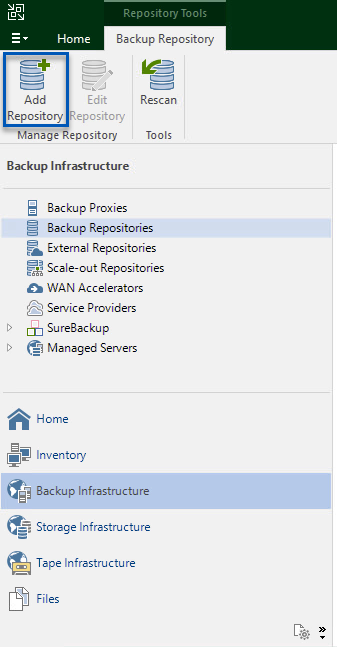 Repository Tools
Home
Backup Repository
Add
Repository
Edit
Repository
Rescan
Manage Repository
Tools
Backup Infrastructure
Backup Proxies
Backup Repositories
External Repositories
Scale-out Repositories
WAN Accelerators
Service Providers
SureBackup
Managed Servers
Home
Inventory
Backup Infrastructure
Storage Infrastructure
Tape Infrastructure
Files